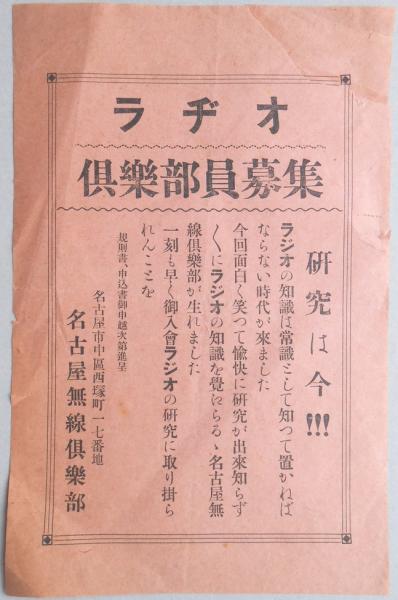 ラヂオ
倶樂部員募集
研究は今!!!
ラジオの知識は常識として知つて置かねば
ならない時代が來ました
今回面白く笑つて愉快に研究が出來知らず
〱にラジオの知識を覺はらるゝ名古屋無
線倶樂部が生れました
一刻も早く御入會ラジオの研究に取り掛ら
れんことを
規則書、申込書御申越次第進呈
名古屋市中區西塚町一七番地
名古屋無線倶樂部